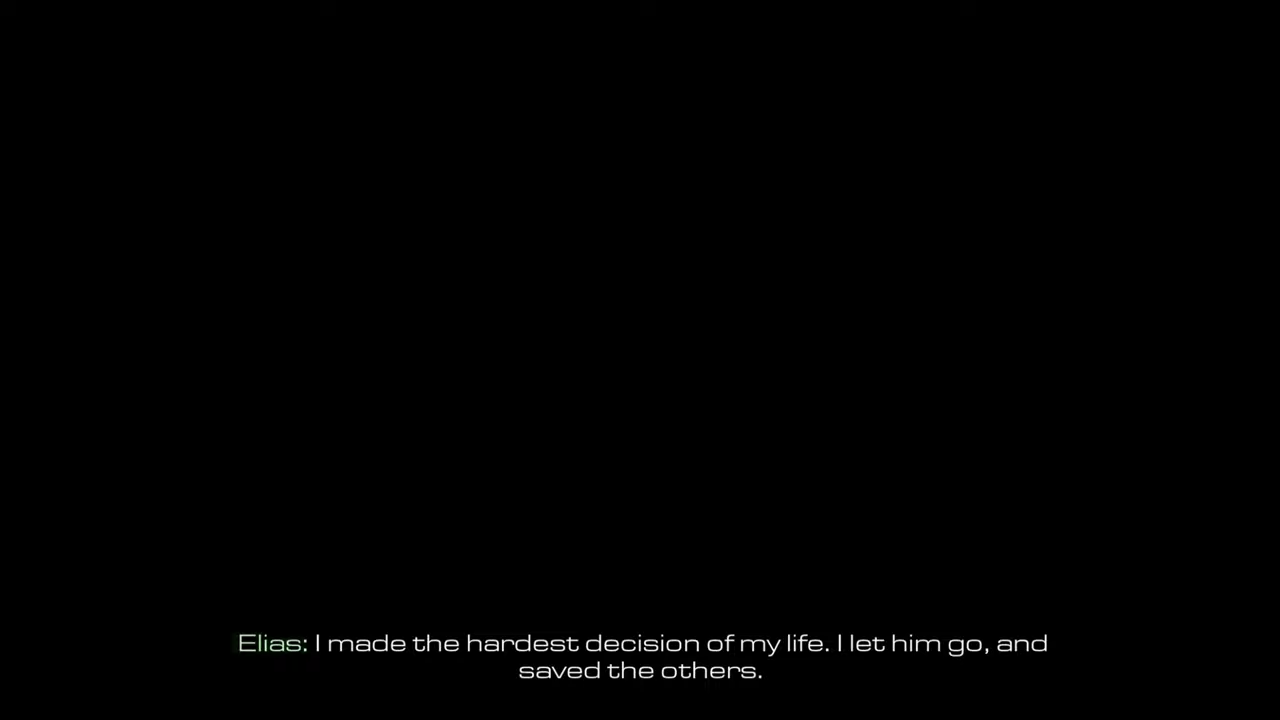 Elias: I made the hardest decision of my life. I let him go, and
saved the others.